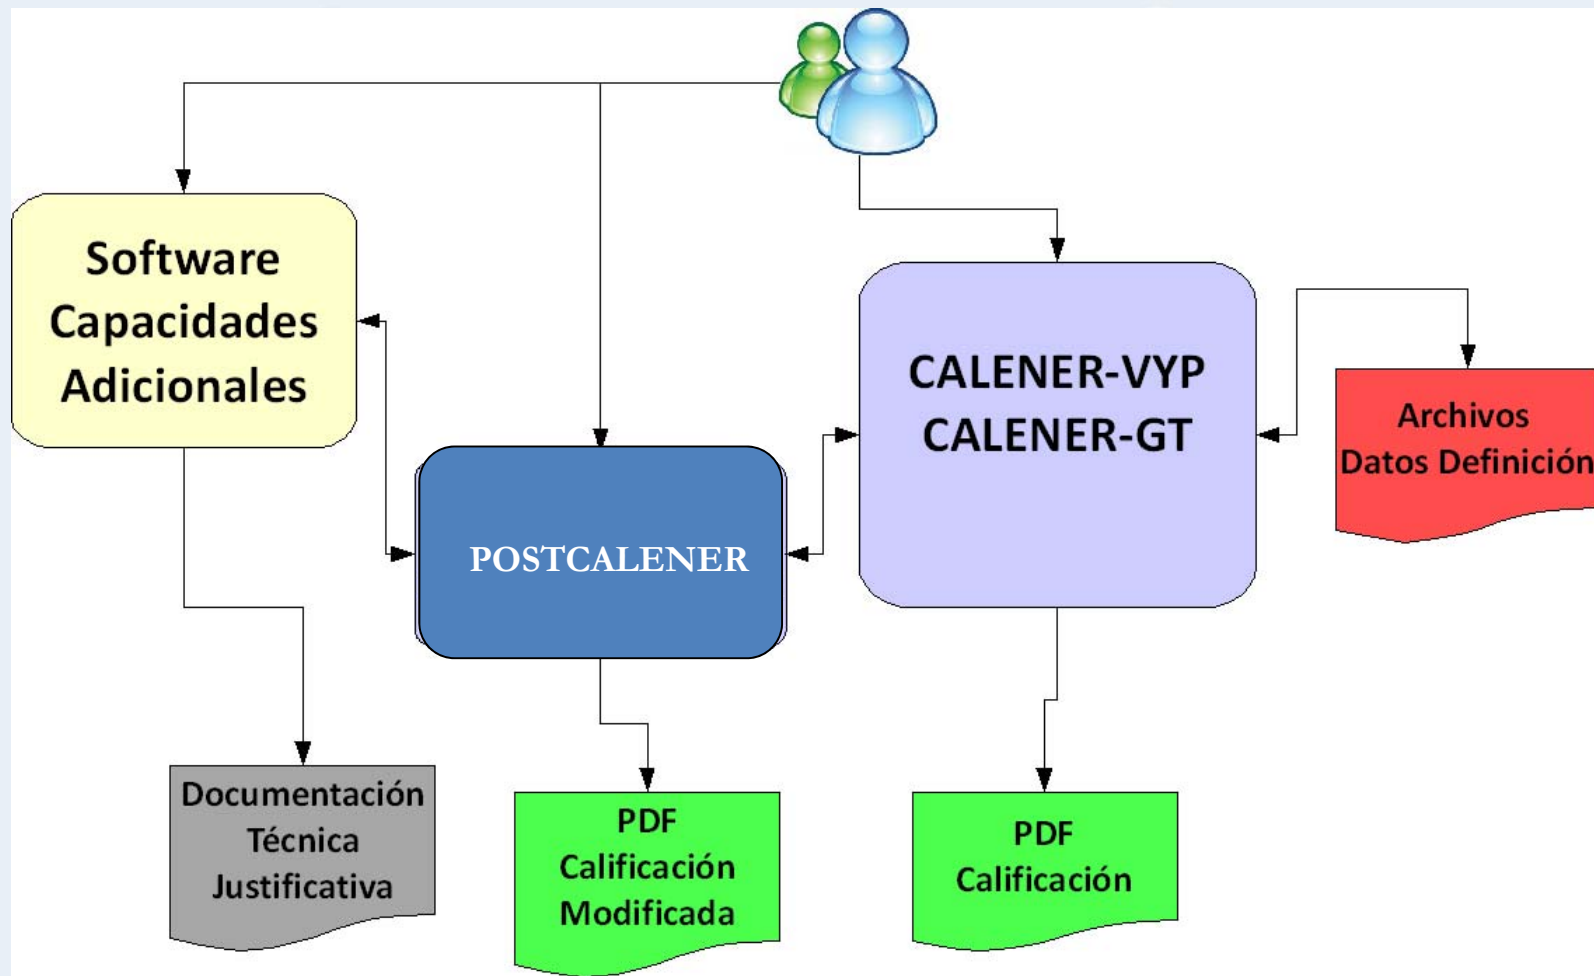 Software
Capacidades
Adicionales
CALENER-VYP
CALENER-GT
Archivos
Datos Definición
POSTCALENER
Documentación
Técnica
Justificativa
PDF
Calificación
Modificada
PDF
Calificación